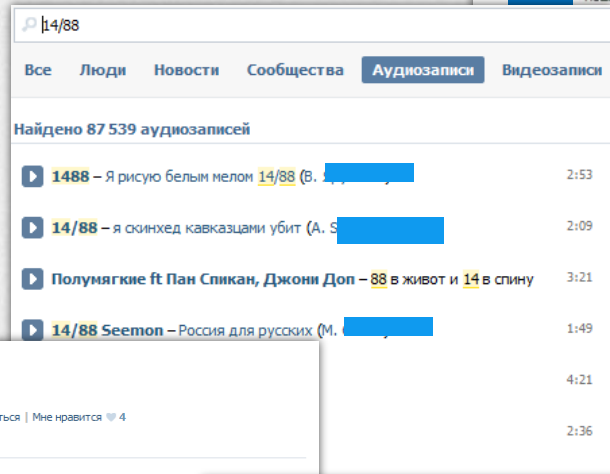 14/88
Все Люди Новости Сообщества Аудиозаписи Видеозаписи
Найдено 87 539 аудиозаписей
1488 – Я рисую белым мелом 14/88 (В. 2:53
14/88 – я скинхед кавказцами убит (A. S 2:09
Полумягкие ft Пан Спикан, Джони Доп – 88 в живот и 14 в спину 3:21
14/88 Seemon – Россия для русских (М. 1:49
4:21
ться | Мне нравится 4
2:36